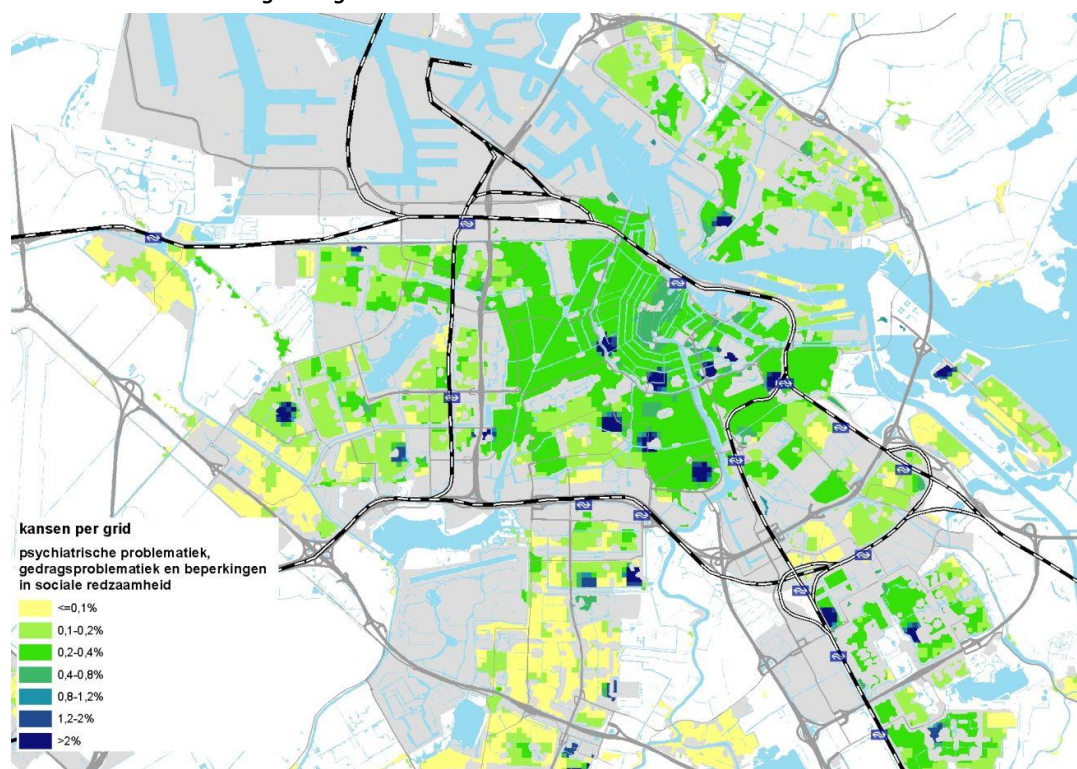 kansen per grid
psychiatrische problematiek,
gedragsproblematiek en beperkingen
in sociale redzaamheid
<=0,1%
0,1-0,2%
0,2-0,4%
0,4-0,8%
0,8-1,2%
1,2-2%
>2%